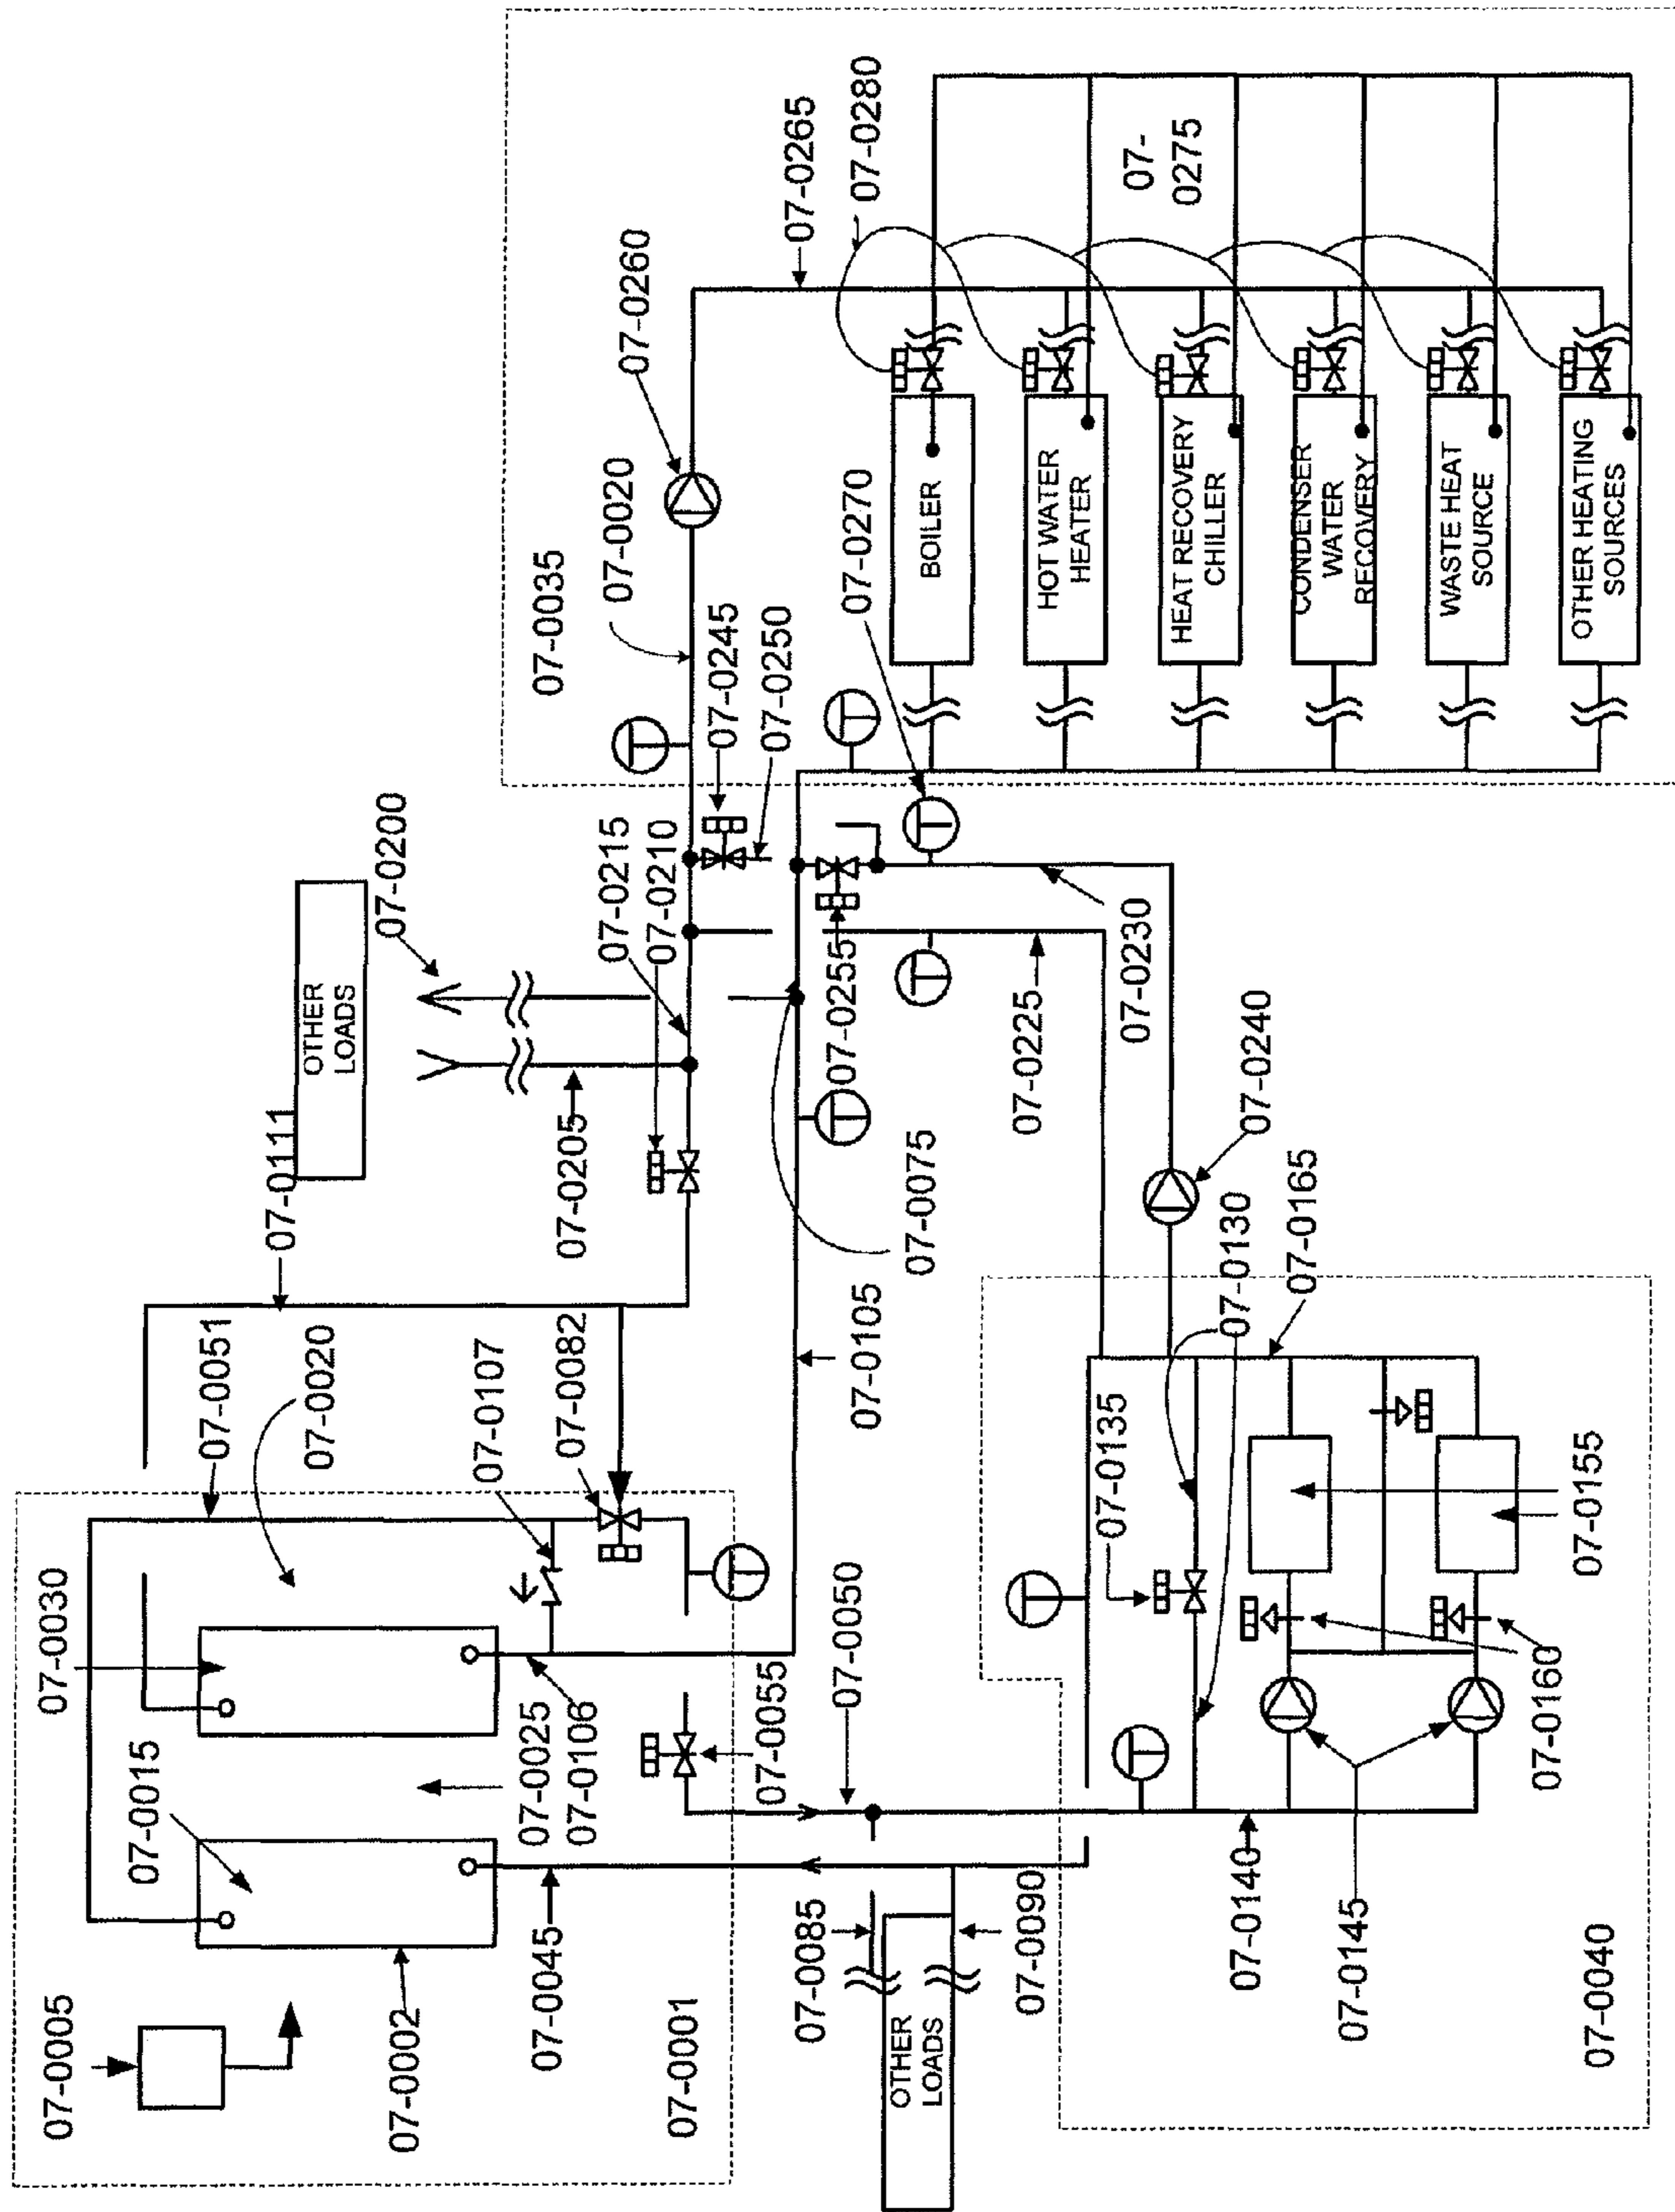 07-0005
07-0030
07-0015
07-0051
07-0111
07-0020
OTHER
LOADS
07-0200
07-0002
07-0107
07-0025
07-0045
07-0106
07-0082
07-0205
07-0035
07-0215
07-0020
07-0260
07-0210
07-0001
07-0245
07-0055
07-0250
07-0265
07-0085
07-0050
07-0255
07-0105
07-0270
07-0280
OTHER
LOADS
07-0075
BOILER
07-0090
07-0225
HOT WATER
HEATER
07-0135
07-0230
07-
0275
HEAT RECOVERY
CHILLER
07-0140
07-0130
07-0240
07-0165
CONDENSER
WATER
RECOVERY
07-0145
WASTE HEAT
SOURCE
07-0160
07-0155
07-0040
OTHER HEATING
SOURCES
T
T
T
T
T
T
T
T